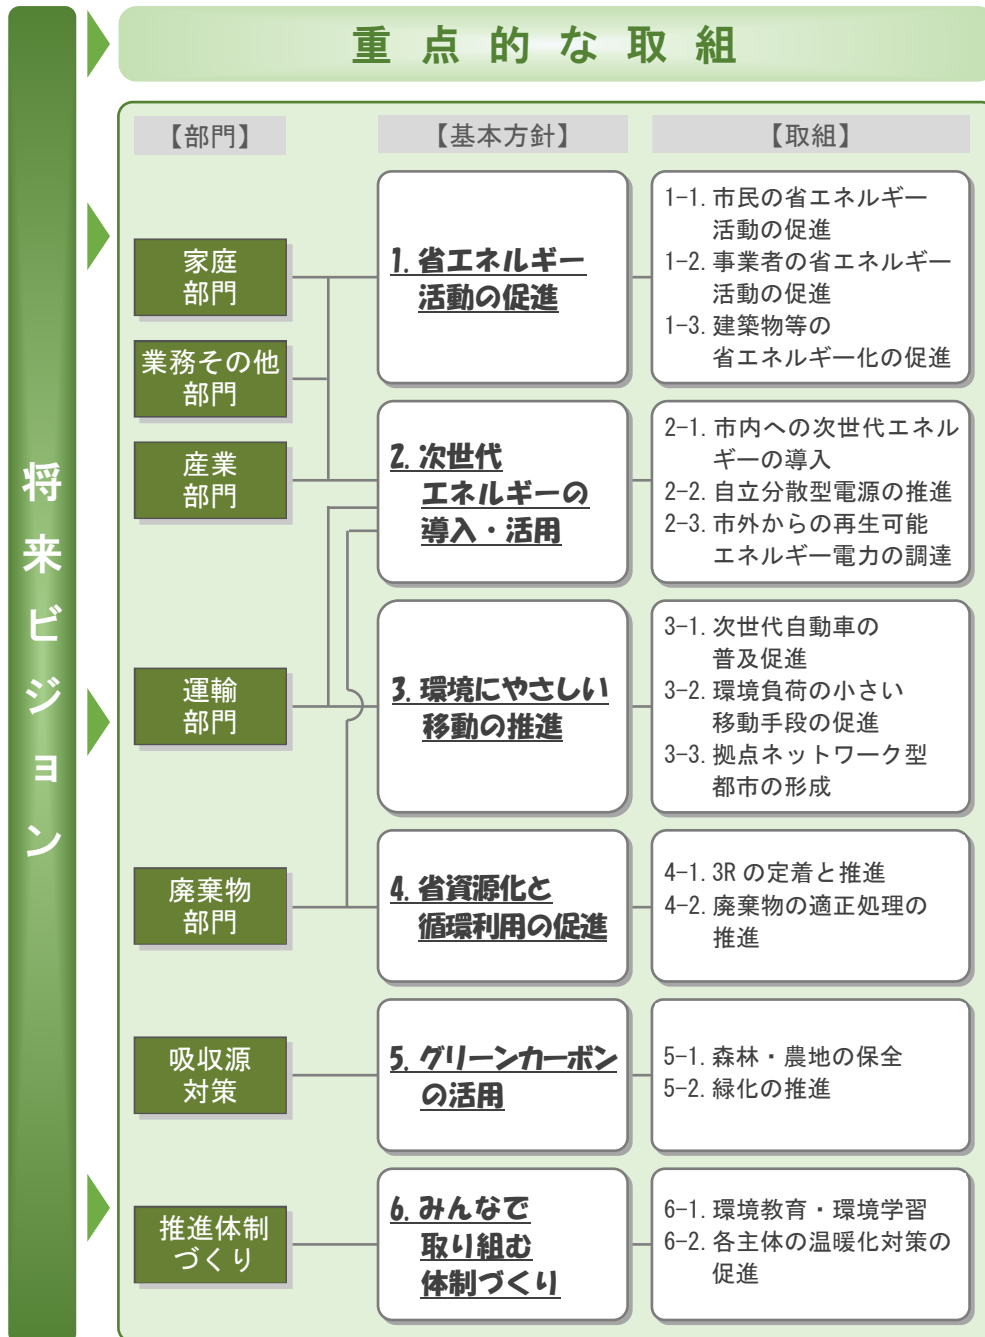 将来ビジョン
重点的な取組
【部門】
【基本方針】
【取組】
家庭
部門
業務その他
部門
産業
部門
運輸
部門
廃棄物
部門
吸収源
対策
推進体制
づくり
1. 省エネルギー
活動の促進
1-1. 市民の省エネルギー
活動の促進
1-2. 事業者の省エネルギー
活動の促進
1-3. 建築物等の
省エネルギー化の促進
2. 次世代
エネルギーの
導入・活用
2-1. 市内への次世代エネル
ギーの導入
2-2. 自立分散型電源の推進
2-3. 市外からの再生可能
エネルギー電力の調達
3. 環境にやさしい
移動の推進
3-1. 次世代自動車の
普及促進
3-2. 環境負荷の小さい
移動手段の促進
3-3. 拠点ネットワーク型
都市の形成
4. 省資源化と
循環利用の促進
4-1. 3R の定着と推進
4-2. 廃棄物の適正処理の
推進
5. グリーンカーボン
の活用
5-1. 森林・農地の保全
5-2. 緑化の推進
6. みんなで
取り組む
体制づくり
6-1. 環境教育・環境学習
6-2. 各主体の温暖化対策の
促進